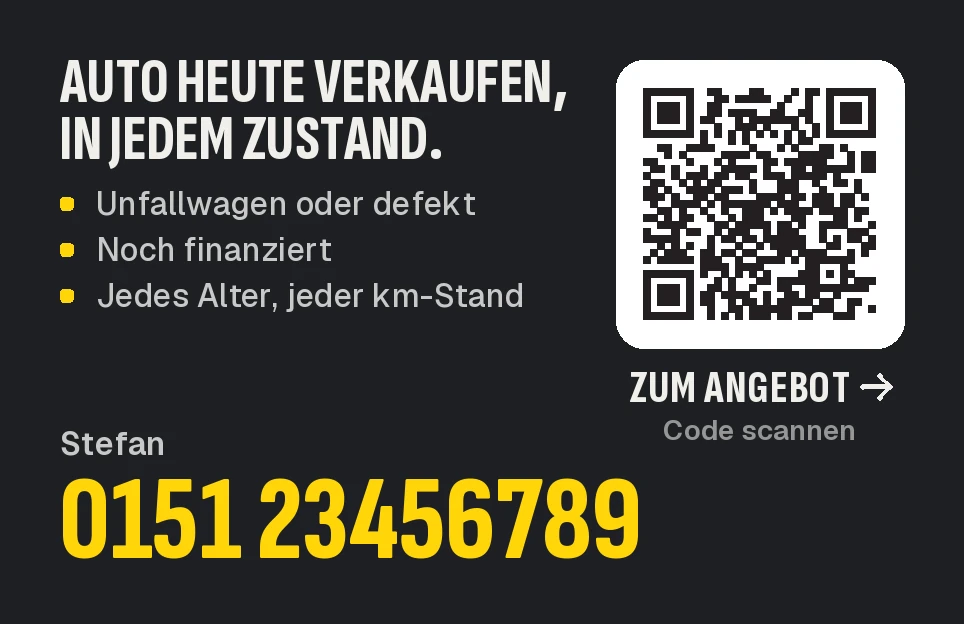 AUTO HEUTE VERKAUFEN,
IN JEDEM ZUSTAND.
Unfallwagen oder defekt
Noch finanziert
Jedes Alter, jeder km-Stand
ZUM ANGEBOT →
Code scannen
Stefan
0151 23456789